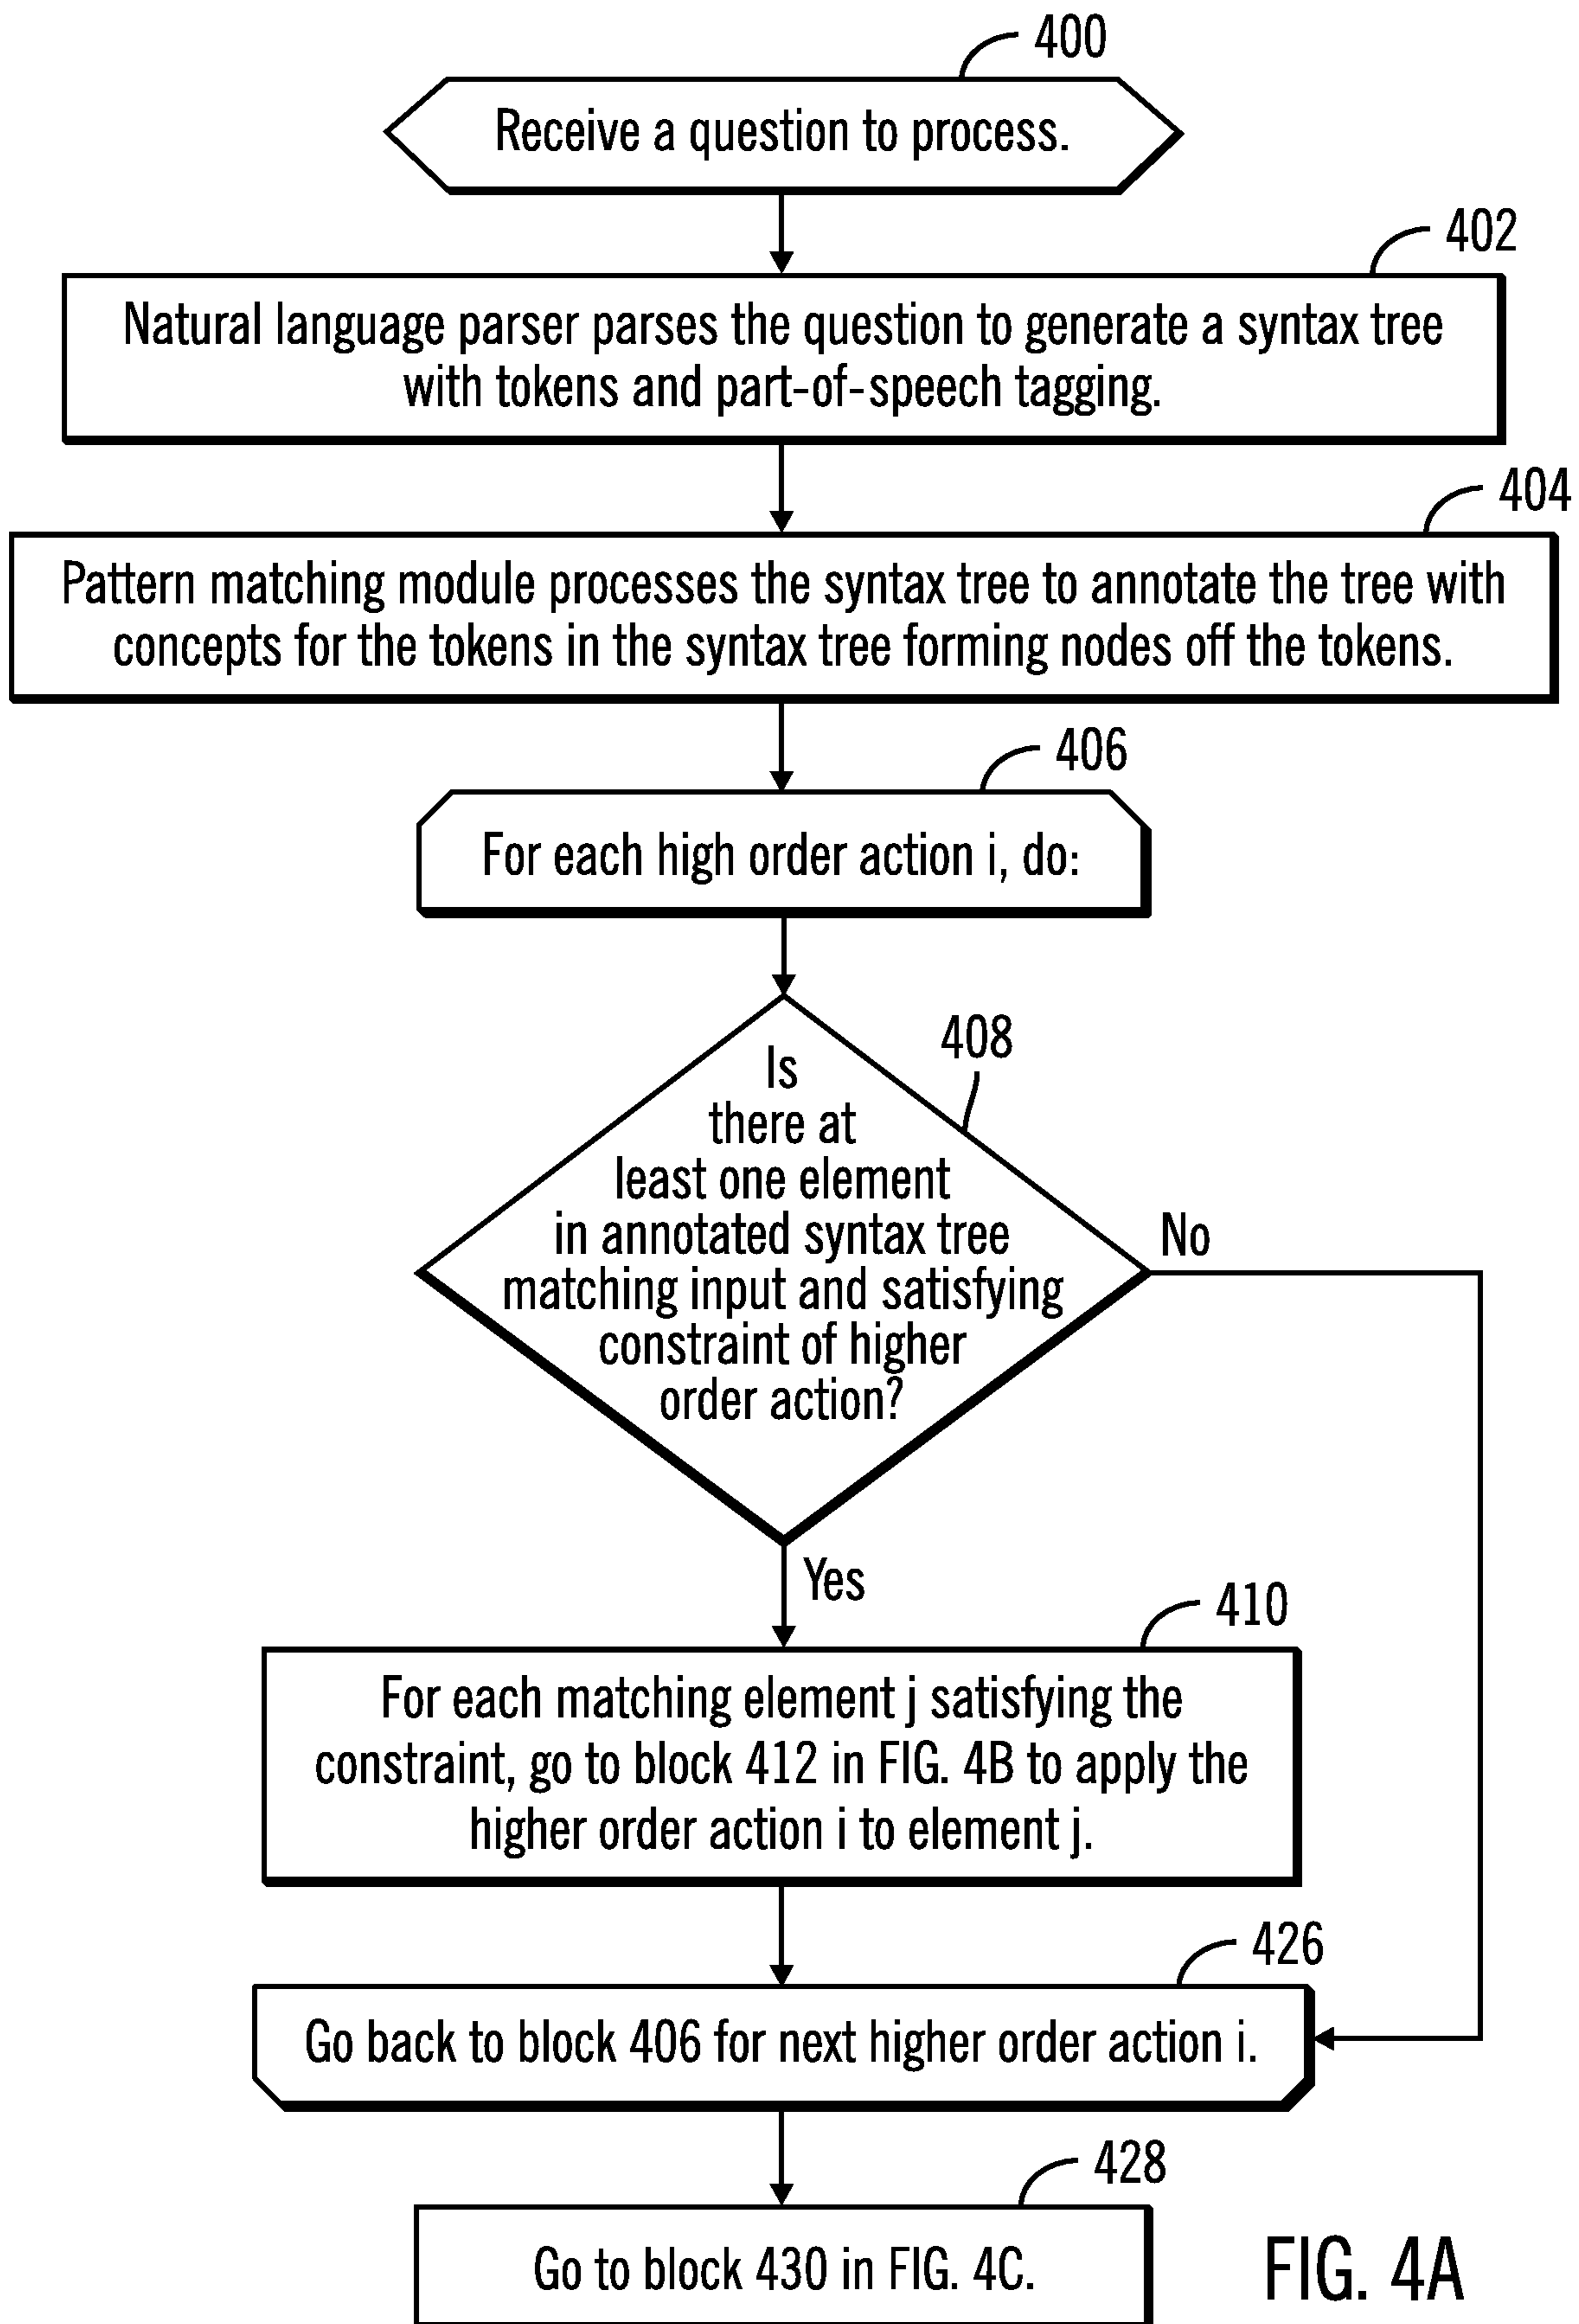 400
Receive a question to process.
402
Natural language parser parses the question to generate a syntax tree
with tokens and part-of-speech tagging.
404
Pattern matching module processes the syntax tree to annotate the tree with
concepts for the tokens in the syntax tree forming nodes off the tokens.
406
For each high order action i, do:
408
Is
there at
least one element
in annotated syntax tree
matching input and satisfying
constraint of higher
order action?
No
Yes
410
For each matching element j satisfying the
constraint, go to block 412 in FIG. 4B to apply the
higher order action i to element j.
426
Go back to block 406 for next higher order action i.
428
Go to block 430 in FIG. 4C.
FIG. 4A